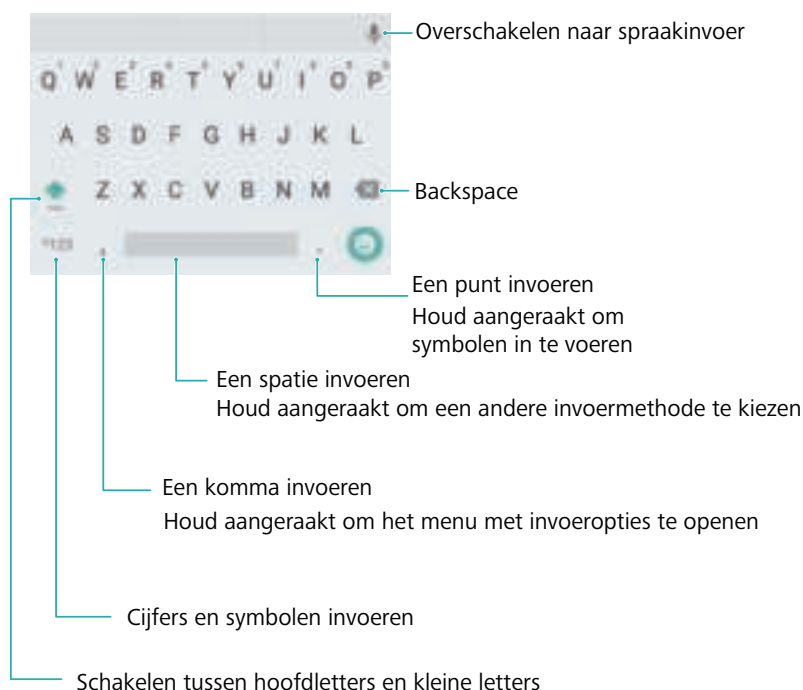 Overschakelen naar spraakinvoer
Q W E R T Y U I O P
A S D F G H J K L
Z X C V B N M
Backspace
Een punt invoeren
Houd aangeraakt om
symbolen in te voeren
Een spatie invoeren
Houd aangeraakt om een andere invoermethode te kiezen
Een komma invoeren
Houd aangeraakt om het menu met invoeropties te openen
Cijfers en symbolen invoeren
Schakelen tussen hoofdletters en kleine letters